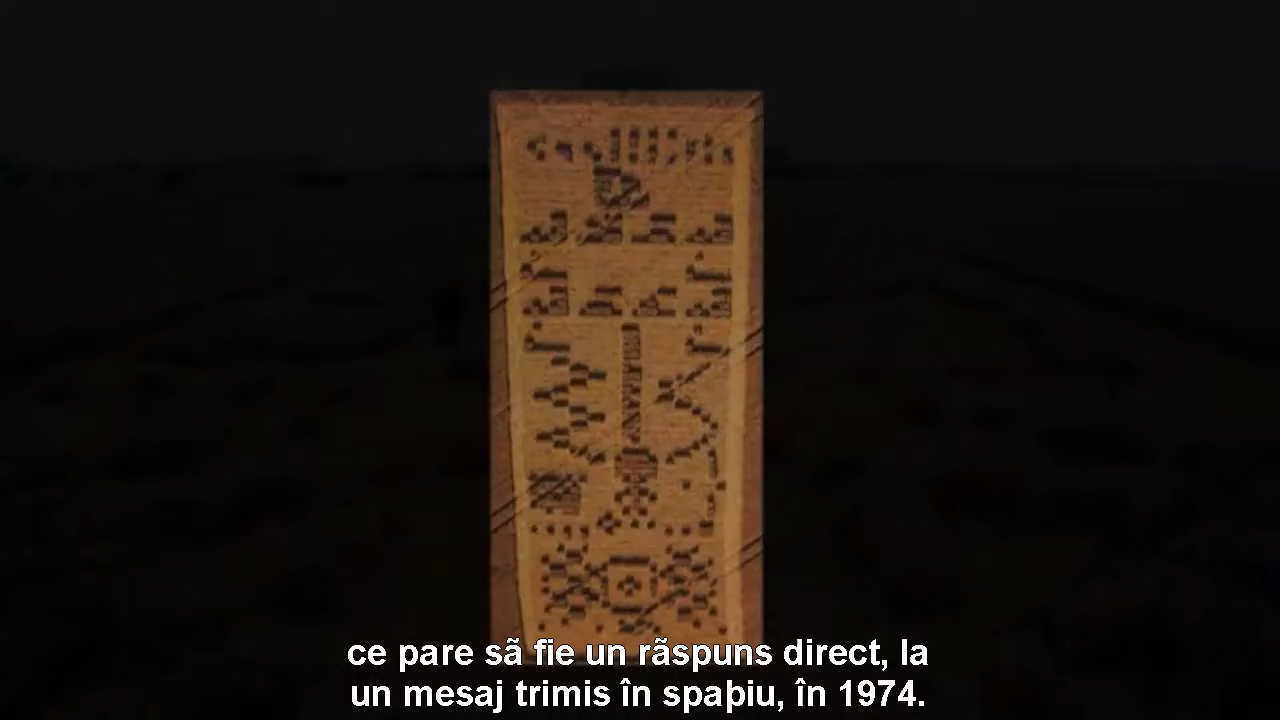 ce pare sã fie un rãspuns direct, la
un mesaj trimis în spaþiu, în 1974.